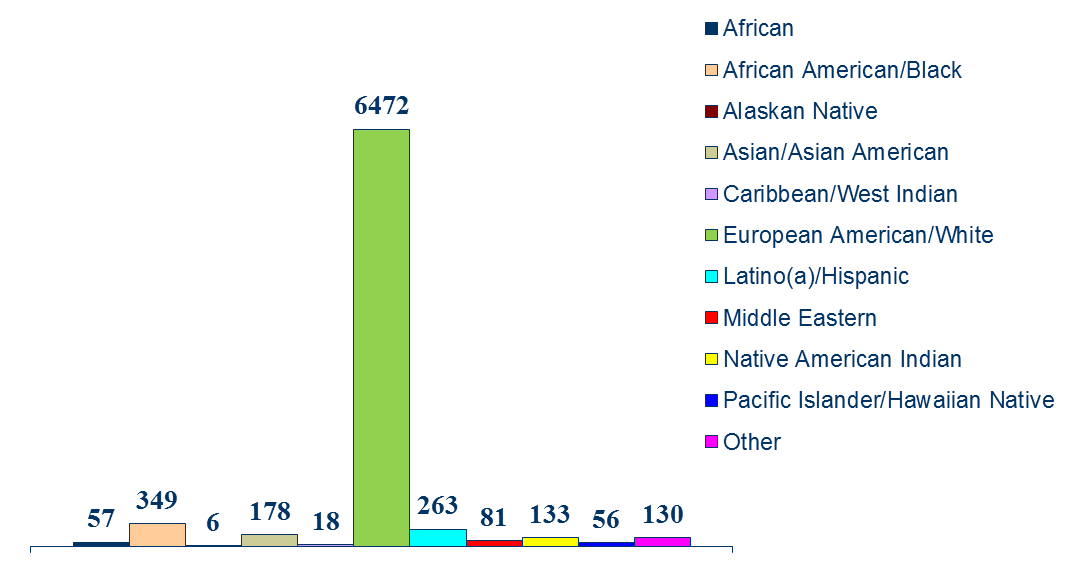 African
African American/Black
Alaskan Native
Asian/Asian American
Caribbean/West Indian
European American/White
Latino(a)/Hispanic
Middle Eastern
Native American Indian
Pacific Islander/Hawaiian Native
Other
6472
57
349
6
178
18
263
81
133
56
130